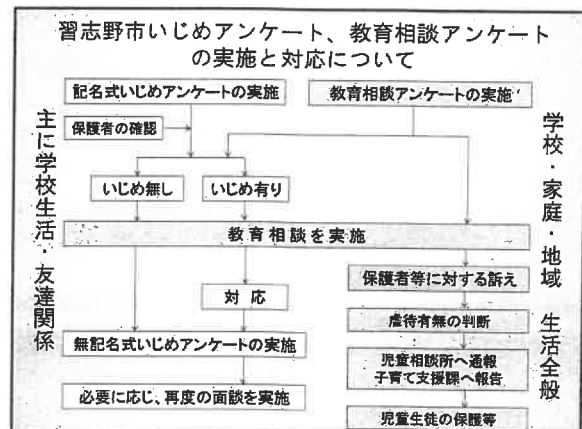 習志野市いじめアンケート、教育相談アンケート
の実施と対応について
記名式いじめアンケートの実施
教育相談アンケートの実施
保護者の確認
主に学校生活・友達関係
学校・家庭・地域 生活全般
いじめ無し
いじめ有り
教育相談を実施
保護者等に対する訴え
対応
虐待有無の判断
無記名式いじめアンケートの実施
児童相談所へ通報
子育て支援課へ報告
必要に応じ、再度の面談を実施
児童生徒の保護等